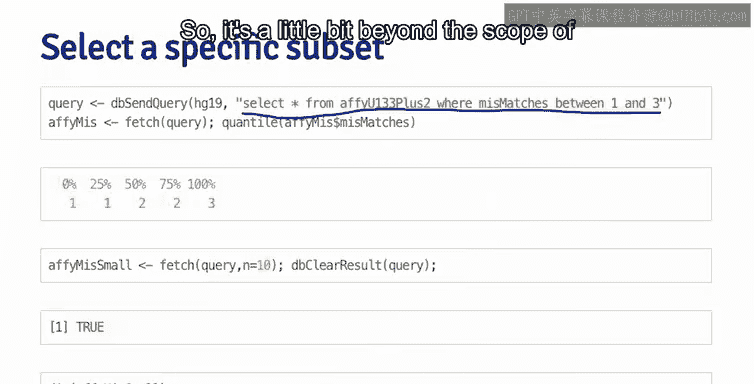 So, it's a little bit beyond the scope of
Select a specific subset
query <- dbSendQuery(hg19, "select * from affyU133Plus2 where misMatches between 1 and 3")
affyMis <- fetch(query); quantile(affyMis$misMatches)
0% 25% 50% 75% 100%
1 1 2 2 3
affyMisSmall <- fetch(query,n=10); dbClearResult(query);
[1] TRUE